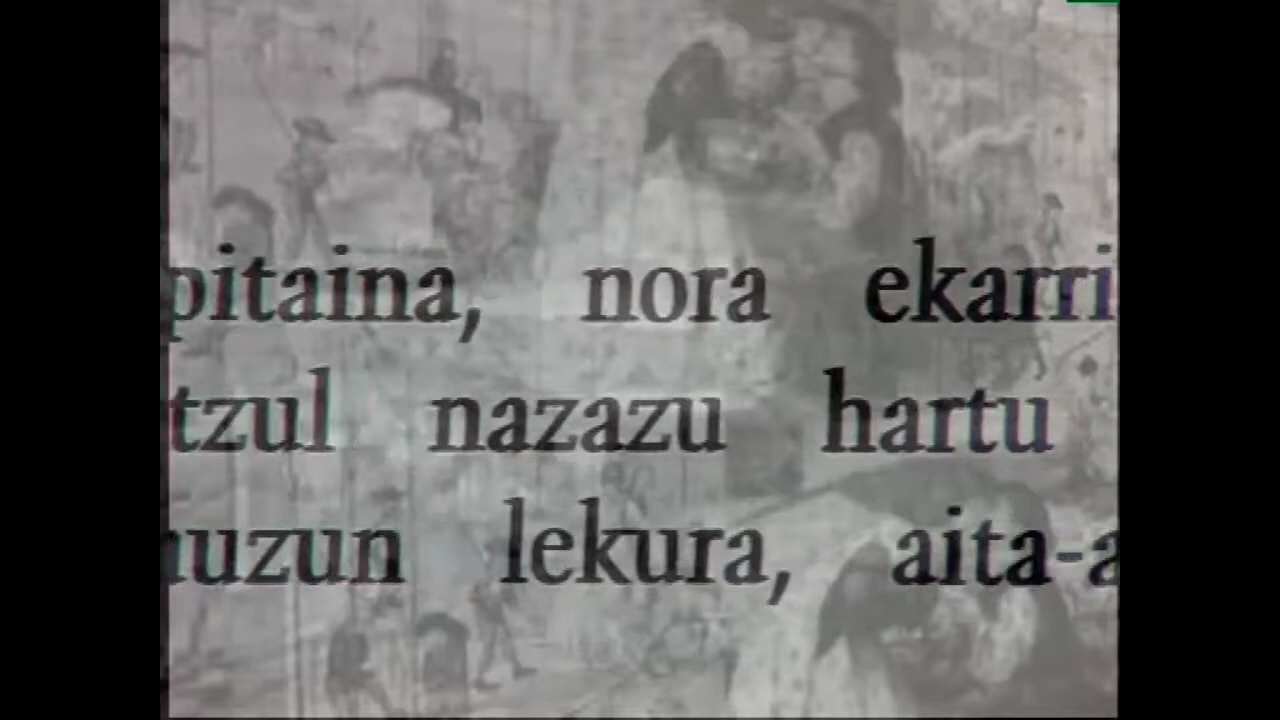 pitaina, nora ekarri
tzul nazazu hartu
uzun lekura, aita-a